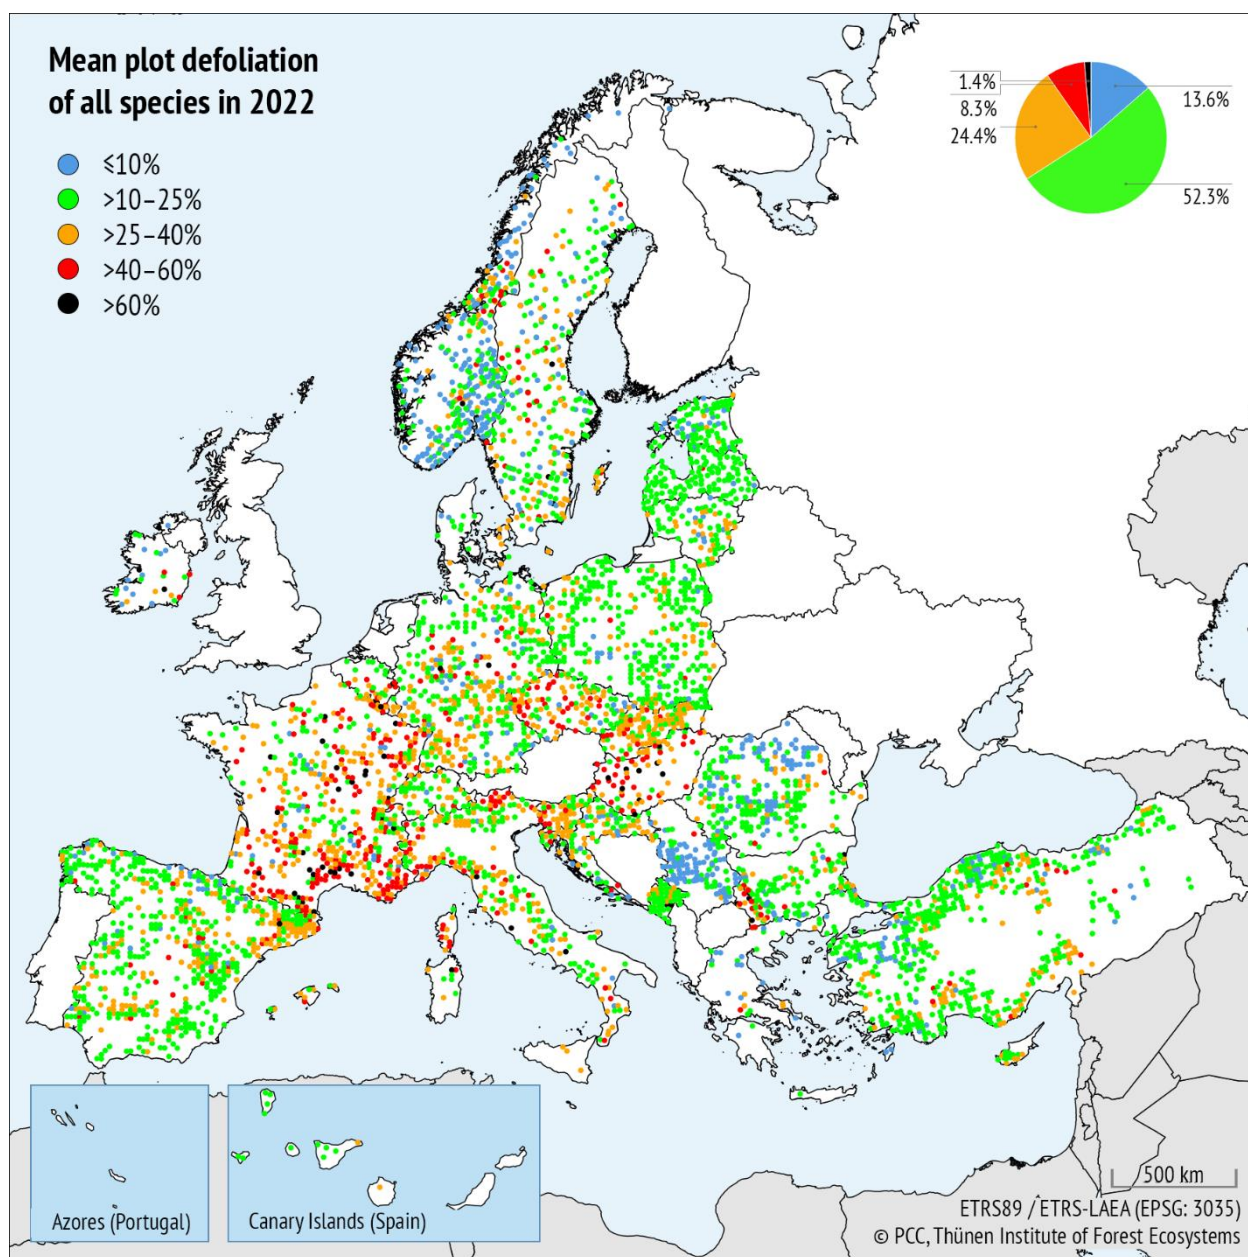 Mean plot defoliation
of all species in 2022
≤10%
>10–25%
>25–40%
>40–60%
>60%
1.4%
8.3%
24.4%
13.6%
52.3%
Azores (Portugal)
Canary Islands (Spain)
500 km
ETRS89 / ETRS-LAEA (EPSG: 3035)
© PCC, Thünen Institute of Forest Ecosystems